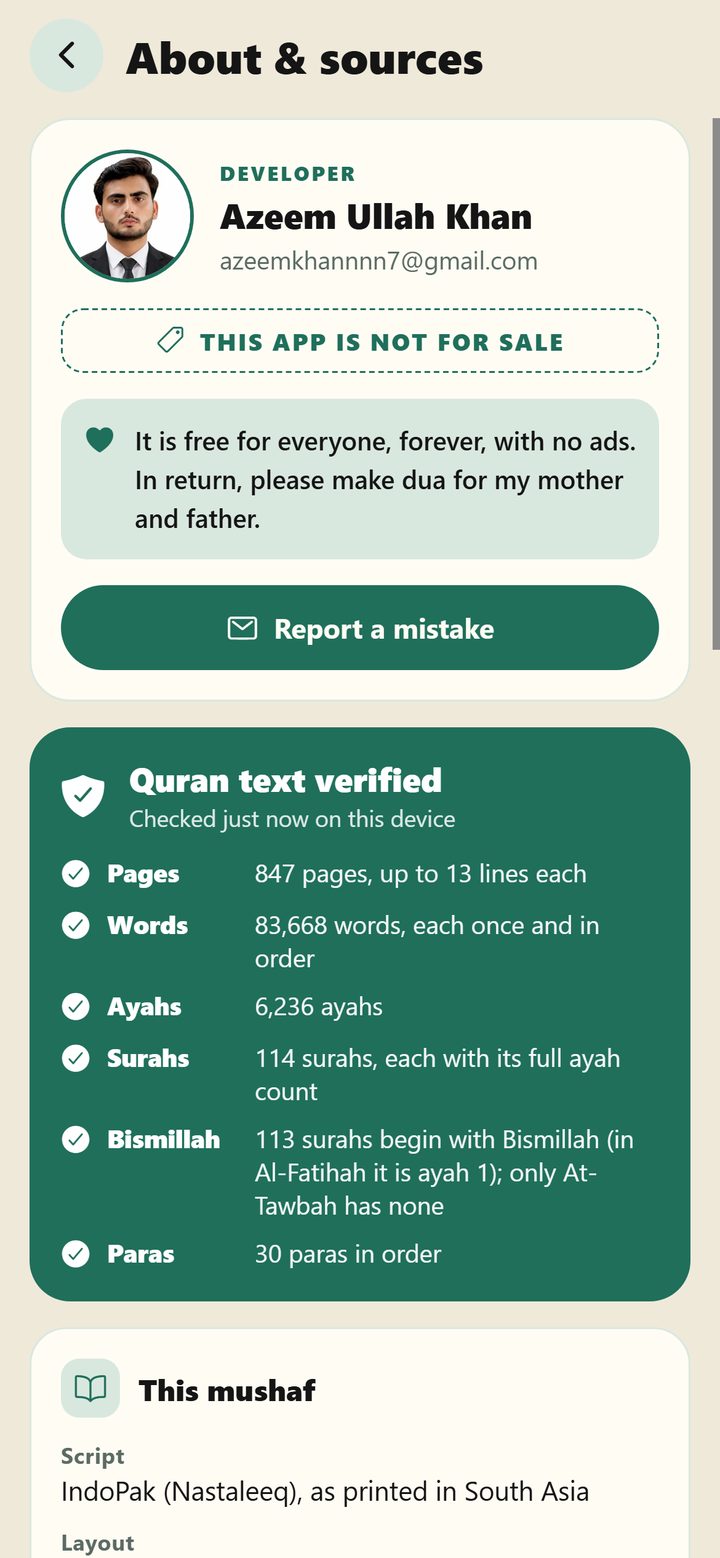 About & sources
DEVELOPER
Azeem Ullah Khan
azeemkhannnn7@gmail.com
THIS APP IS NOT FOR SALE
It is free for everyone, forever, with no ads.
In return, please make dua for my mother
and father.
Report a mistake
Quran text verified
Checked just now on this device
Pages 847 pages, up to 13 lines each
Words 83,668 words, each once and in
order
Ayahs 6,236 ayahs
Surahs 114 surahs, each with its full ayah
count
Bismillah 113 surahs begin with Bismillah (in
Al-Fatihah it is ayah 1); only At-
Tawbah has none
Paras 30 paras in order
This mushaf
Script
IndoPak (Nastaleeq), as printed in South Asia
Layout